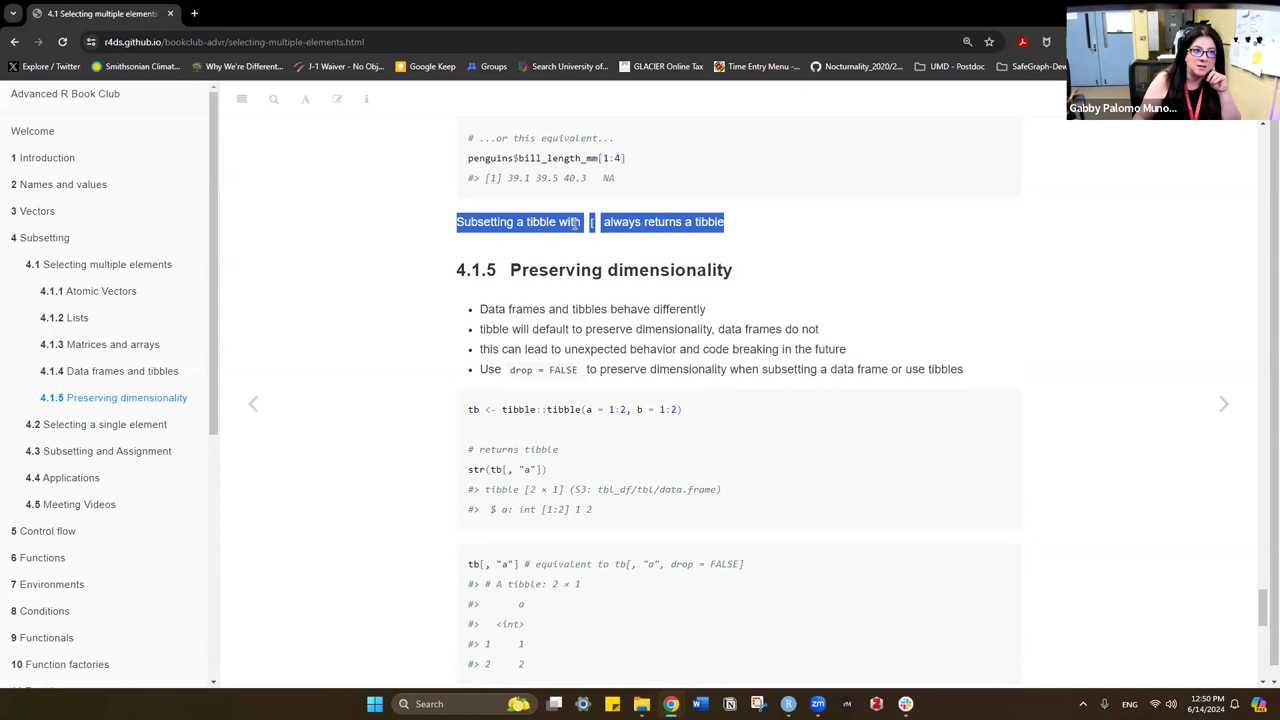 4.1 Selecting multiple elements
r4ds.github.io/bookclub-advr/selecting-multiple-elements.html
Explore / Twitter
Smithsonian Climat...
Why We're Different...
J-1 Waiver - No Obj...
Google Keep
University of...
GLACIER Online Tax
Time Entry Menu -...
Nocturnality_2020/2...
UMD - Postdoc
SafeGraph-Dew
Gabby Palomo Muno...
Advanced R Book Club
Welcome
1 Introduction
2 Names and values
3 Vectors
4 Subsetting
4.1 Selecting multiple elements
4.1.1 Atomic Vectors
4.1.2 Lists
4.1.3 Matrices and arrays
4.1.4 Data frames and tibbles
4.1.5 Preserving dimensionality
4.2 Selecting a single element
4.3 Subsetting and Assignment
4.4 Applications
4.5 Meeting Videos
5 Control flow
6 Functions
7 Environments
8 Conditions
9 Functionals
10 Function factories
# ...or this equivalent...
penguins$bill_length_mm[1:4]
#> [1] 39.1 39.5 40.3 NA
Subsetting a tibble with [ always returns a tibble
4.1.5 Preserving dimensionality
• Data frames and tibbles behave differently
• tibble will default to preserve dimensionality, data frames do not
• this can lead to unexpected behavior and code breaking in the future
• Use drop = FALSE to preserve dimensionality when subsetting a data frame or use tibbles
tb <- tibble::tibble(a = 1:2, b = 1:2)
# returns tibble
str(tb[, "a"])
#> tibble [2 × 1] (S3: tbl_df/tbl/data.frame)
#> $ a: int [1:2] 1 2
tb[, "a"] # equivalent to tb[, "a", drop = FALSE]
#> # A tibble: 2 × 1
#> a
#> <int>
#> 1 1
#> 2 2
Search
ENG
12:50 PM
6/14/2024